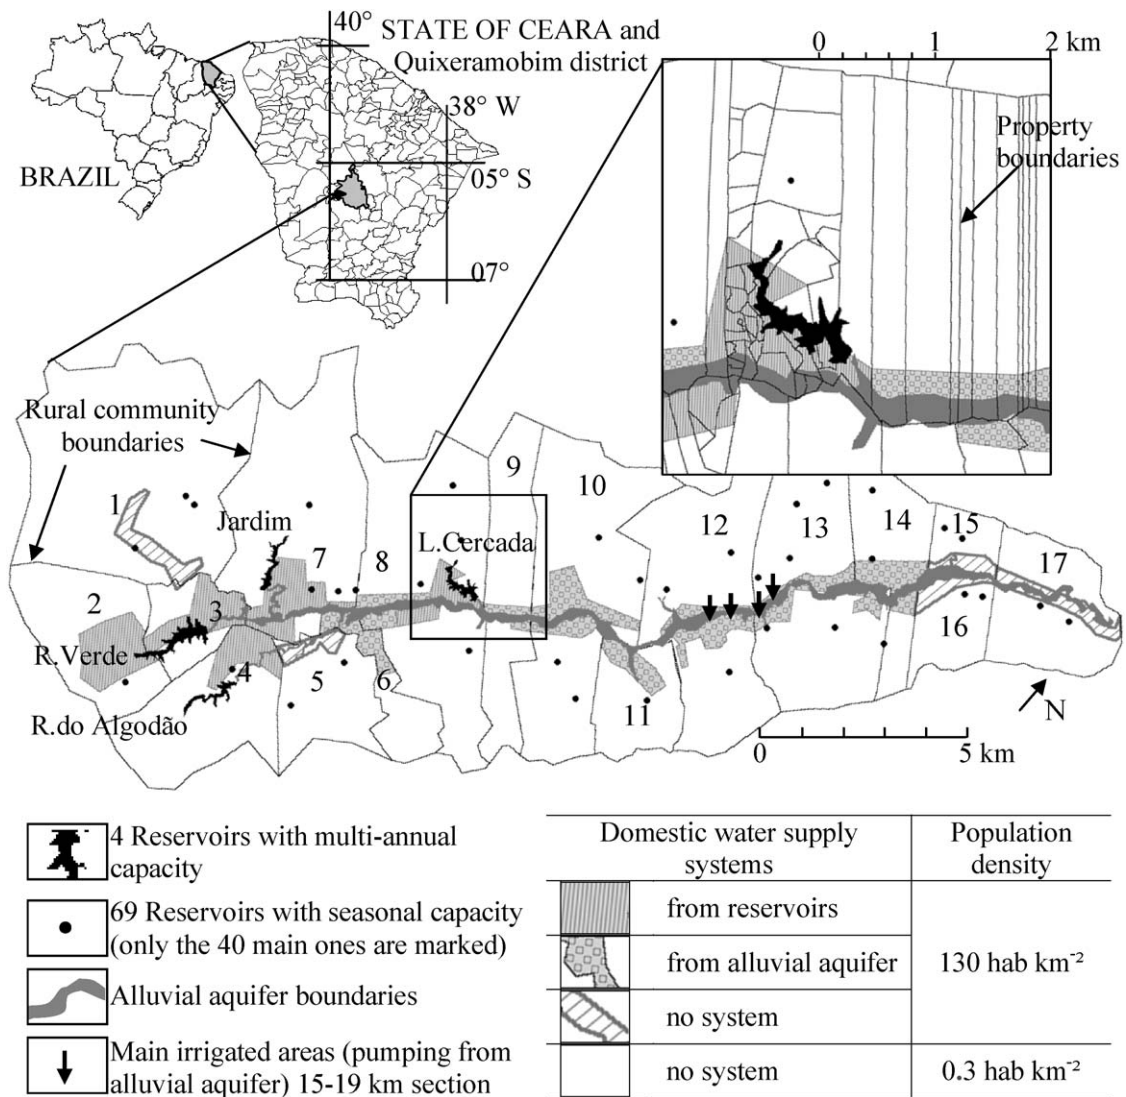 40°
STATE OF CEARA and
Quixeramobim district
38° W
BRAZIL
05° S
07°
0 1 2 km
Property
boundaries
Rural community
boundaries
1
Jardim
7
8
9
10
L.Cercada
12
13
14
15
17
2
3
R.Verde
4
5
6
16
R.do Algodão
11
N
0 5 km
4 Reservoirs with multi-annual
capacity
69 Reservoirs with seasonal capacity
(only the 40 main ones are marked)
Alluvial aquifer boundaries
Main irrigated areas (pumping from
alluvial aquifer) 15-19 km section
Domestic water supply
systems
Population
density
from reservoirs
from alluvial aquifer
130 hab km⁻²
no system
no system
0.3 hab km⁻²